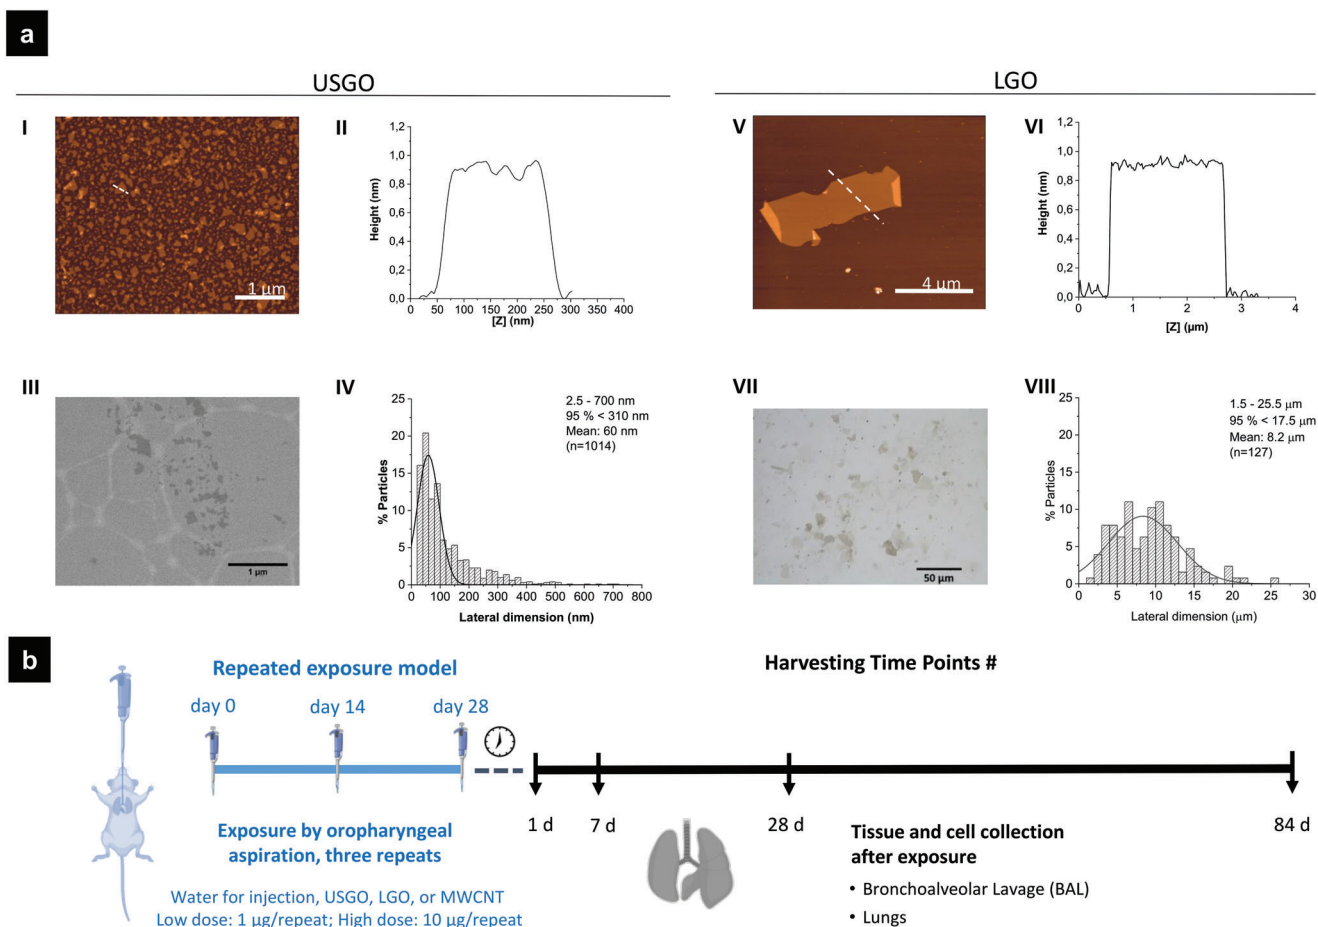 a
USGO
LGO
I
1 μm
II
1,2
1,0
0,8
0,6
0,4
0,2
0,0
Height (nm)
0 50 100 150 200 250 300 350 400
[Z] (nm)
V
4 μm
VI
1,2
1,0
0,8
0,6
0,4
0,2
0,0
Height (nm)
0 1 2 3 4
[Z] (μm)
III
1 μm
IV
25
20
15
10
5
0
% Particles
2.5 - 700 nm
95 % < 310 nm
Mean: 60 nm
(n=1014)
0 100 200 300 400 500 600 700 800
Lateral dimension (nm)
VII
50 μm
VIII
25
20
15
10
5
0
% Particles
1.5 - 25.5 μm
95 % < 17.5 μm
Mean: 8.2 μm
(n=127)
0 5 10 15 20 25 30
Lateral dimension (μm)
b
Repeated exposure model
Harvesting Time Points #
day 0 day 14 day 28
1 d 7 d 28 d 84 d
Exposure by oropharyngeal
aspiration, three repeats
Water for injection, USGO, LGO, or MWCNT
Low dose: 1 μg/repeat; High dose: 10 μg/repeat
Tissue and cell collection
after exposure
• Bronchoalveolar Lavage (BAL)
• Lungs